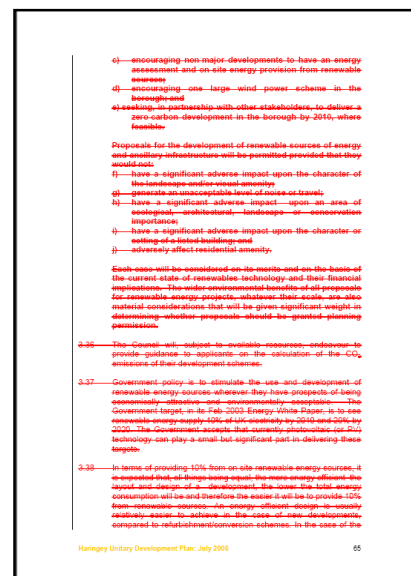 c) encouraging non major developments to have an energy
assessment and on site energy provision from renewable
sources;
d) encouraging one large wind power scheme in the
borough; and
e) seeking, in partnership with other stakeholders, to deliver a
zero carbon development in the borough by 2010, where
feasible.
Proposals for the development of renewable sources of energy
and ancillary infrastructure will be permitted provided that they
would not:
f) have a significant adverse impact upon the character of
the landscape and/or visual amenity;
g) generate an unacceptable level of noise or travel;
h) have a significant adverse impact upon an area of
ecological, architectural, landscape or conservation
importance;
i) have a significant adverse impact upon the character or
setting of a listed building; and
j) adversely affect residential amenity.
Each case will be considered on its merits and on the basis of
the current state of renewables technology and their financial
implications. The wider environmental benefits of all proposals
for renewable energy projects, whatever their scale, are also
material considerations that will be given significant weight in
determining whether proposals should be granted planning
permission.
3.36 The Council will, subject to available resources, endeavour to
provide guidance to applicants on the calculation of the CO₂
emissions of their development schemes.
3.37 Government policy is to stimulate the use and development of
renewable energy sources wherever they have prospects of being
economically attractive and environmentally acceptable. The
Government target, in its Feb 2003 Energy White Paper, is to see
renewable energy supply 10% of UK electricity by 2010 and 20% by
2020. The Government accepts that currently photovoltaic (or PV)
technology can play a small but significant part in delivering these
targets.
3.38 In terms of providing 10% from on site renewable energy sources, it
is expected that, all things being equal, the more energy efficient the
layout and design of a development, the lower the total energy
consumption will be and therefore the easier it will be to provide 10%
from renewable sources. An energy efficient design is usually
relatively easier to achieve in the case of new developments,
compared to refurbishment/conversion schemes. In the case of the
Haringey Unitary Development Plan: July 2006 65